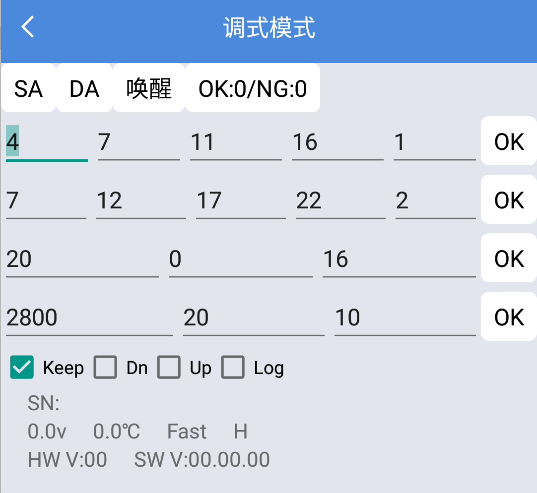 调式模式
SA DA 唤醒 OK:0/NG:0
4 7 11 16 1 OK
7 12 17 22 2 OK
20 0 16 OK
2800 20 10 OK
Keep Dn Up Log
SN:
0.0v 0.0℃ Fast H
HW V:00 SW V:00.00.00